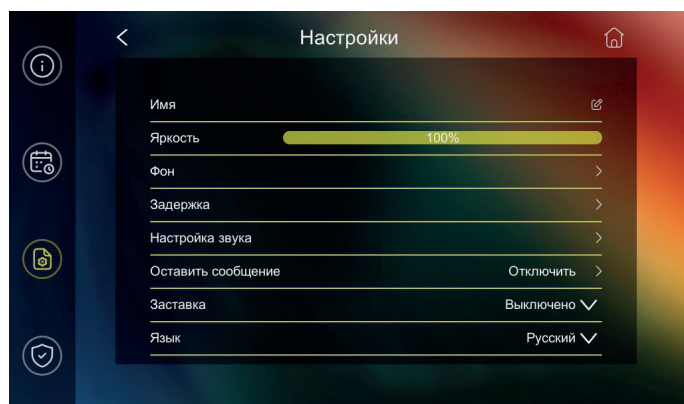 Настройки
Имя
Яркость 100%
Фон
Задержка
Настройка звука
Оставить сообщение Отключить
Заставка Выключено
Язык Русский